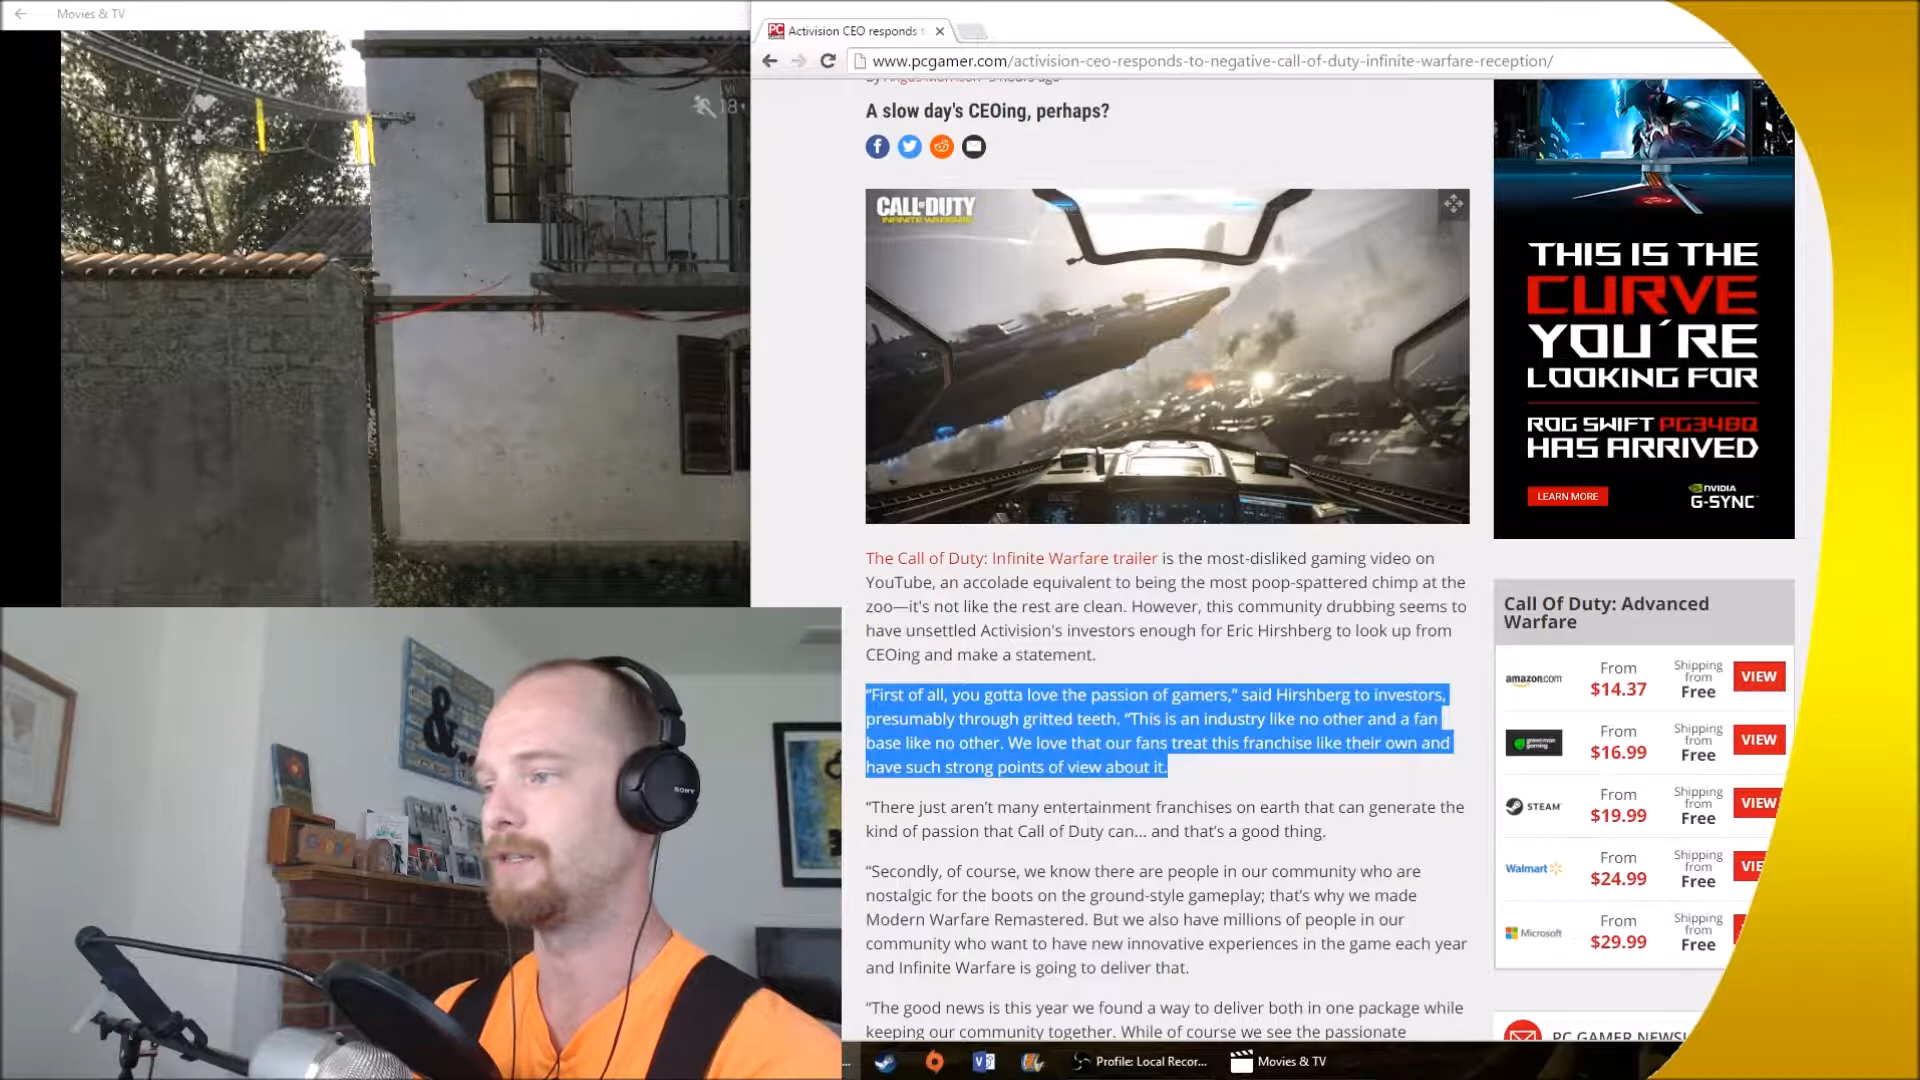 Movies & TV
Activision CEO responds t
www.pcgamer.com/activision-ceo-responds-to-negative-call-of-duty-infinite-warfare-reception/
A slow day's CEOing, perhaps?
CALL OF DUTY
INFINITE WARFARE
The Call of Duty: Infinite Warfare trailer is the most-disliked gaming video on
YouTube, an accolade equivalent to being the most poop-spattered chimp at the
zoo—it's not like the rest are clean. However, this community drubbing seems to
have unsettled Activision's investors enough for Eric Hirshberg to look up from
CEOing and make a statement.
“First of all, you gotta love the passion of gamers,” said Hirshberg to investors,
presumably through gritted teeth. “This is an industry like no other and a fan
base like no other. We love that our fans treat this franchise like their own and
have such strong points of view about it.
“There just aren’t many entertainment franchises on earth that can generate the
kind of passion that Call of Duty can... and that’s a good thing.
“Secondly, of course, we know there are people in our community who are
nostalgic for the boots on the ground-style gameplay; that’s why we made
Modern Warfare Remastered. But we also have millions of people in our
community who want to have new innovative experiences in the game each year
and Infinite Warfare is going to deliver that.
“The good news is this year we found a way to deliver both in one package while
keeping our community together. While of course we see the passionate
THIS IS THE
CURVE
YOU'RE
LOOKING FOR
ROG SWIFT PG348Q
HAS ARRIVED
LEARN MORE
NVIDIA
G-SYNC
Call Of Duty: Advanced
Warfare
amazon.com From $14.37 Shipping from Free VIEW
green man gaming From $16.99 Shipping from Free VIEW
STEAM From $19.99 Shipping from Free VIEW
Walmart From $24.99 Shipping from Free VIE
Microsoft From $29.99 Shipping from Free
PC GAMER NEWSL
SONY
&
Google
18
Profile: Local Recor...
Movies & TV